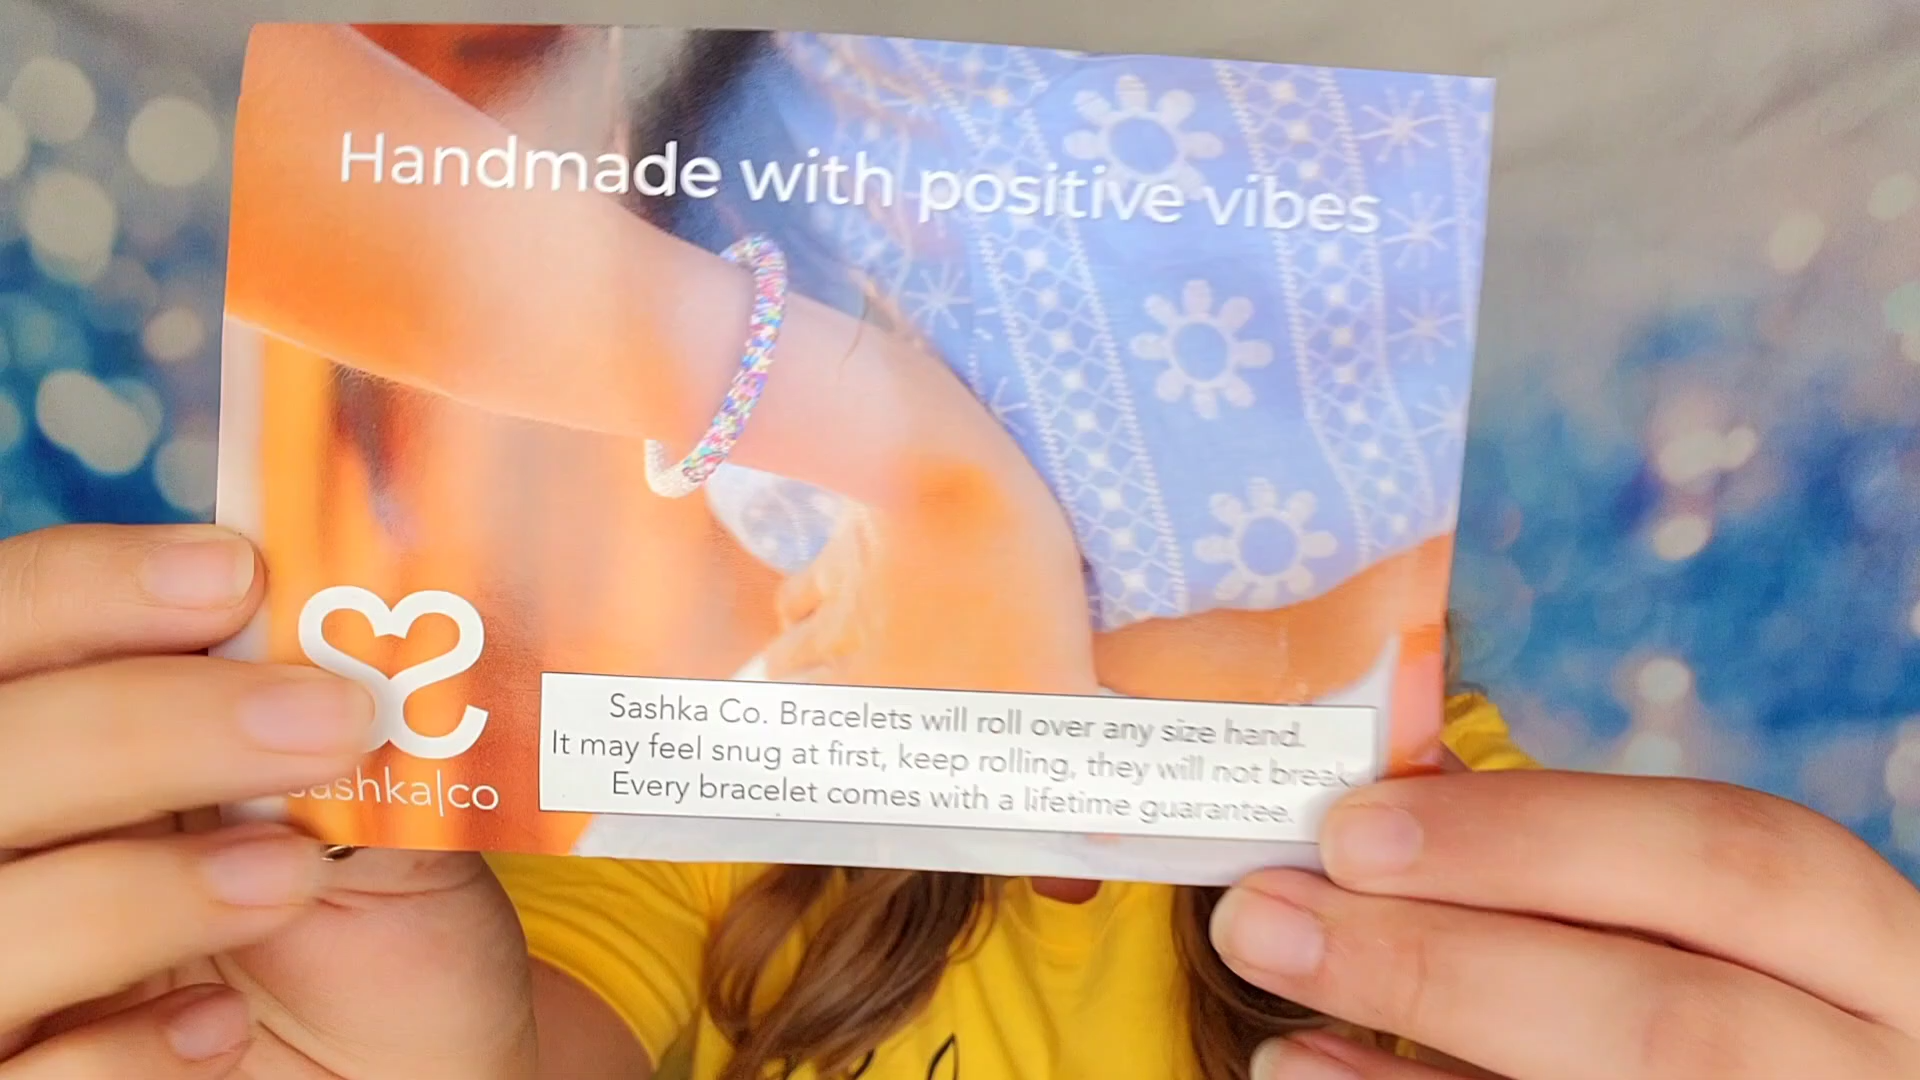 Handmade with positive vibes
sashka|co
Sashka Co. Bracelets will roll over any size hand.
It may feel snug at first, keep rolling, they will not break.
Every bracelet comes with a lifetime guarantee.